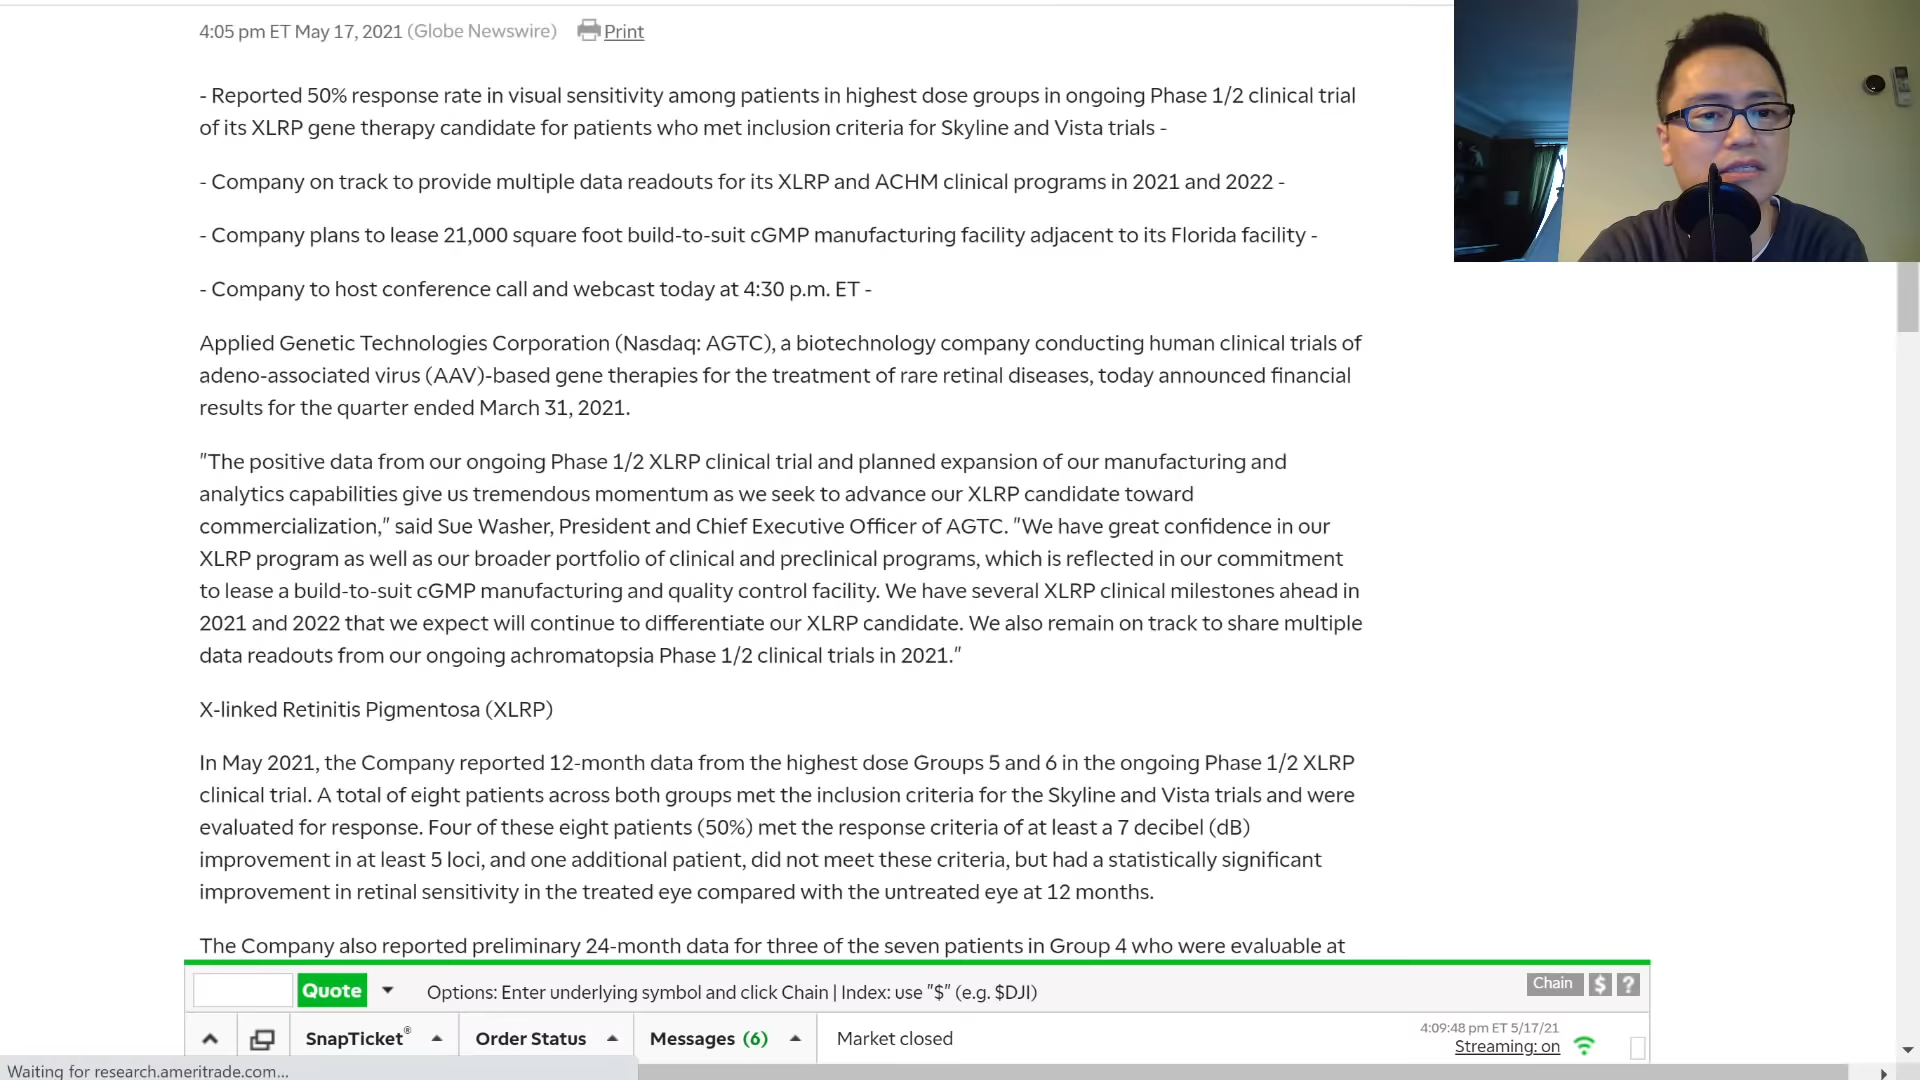 4:05 pm ET May 17, 2021 (Globe Newswire) Print
- Reported 50% response rate in visual sensitivity among patients in highest dose groups in ongoing Phase 1/2 clinical trial
of its XLRP gene therapy candidate for patients who met inclusion criteria for Skyline and Vista trials -
- Company on track to provide multiple data readouts for its XLRP and ACHM clinical programs in 2021 and 2022 -
- Company plans to lease 21,000 square foot build-to-suit cGMP manufacturing facility adjacent to its Florida facility -
- Company to host conference call and webcast today at 4:30 p.m. ET -
Applied Genetic Technologies Corporation (Nasdaq: AGTC), a biotechnology company conducting human clinical trials of
adeno-associated virus (AAV)-based gene therapies for the treatment of rare retinal diseases, today announced financial
results for the quarter ended March 31, 2021.
"The positive data from our ongoing Phase 1/2 XLRP clinical trial and planned expansion of our manufacturing and
analytics capabilities give us tremendous momentum as we seek to advance our XLRP candidate toward
commercialization," said Sue Washer, President and Chief Executive Officer of AGTC. "We have great confidence in our
XLRP program as well as our broader portfolio of clinical and preclinical programs, which is reflected in our commitment
to lease a build-to-suit cGMP manufacturing and quality control facility. We have several XLRP clinical milestones ahead in
2021 and 2022 that we expect will continue to differentiate our XLRP candidate. We also remain on track to share multiple
data readouts from our ongoing achromatopsia Phase 1/2 clinical trials in 2021."
X-linked Retinitis Pigmentosa (XLRP)
In May 2021, the Company reported 12-month data from the highest dose Groups 5 and 6 in the ongoing Phase 1/2 XLRP
clinical trial. A total of eight patients across both groups met the inclusion criteria for the Skyline and Vista trials and were
evaluated for response. Four of these eight patients (50%) met the response criteria of at least a 7 decibel (dB)
improvement in at least 5 loci, and one additional patient, did not meet these criteria, but had a statistically significant
improvement in retinal sensitivity in the treated eye compared with the untreated eye at 12 months.
The Company also reported preliminary 24-month data for three of the seven patients in Group 4 who were evaluable at
Quote Options: Enter underlying symbol and click Chain | Index: use "$" (e.g. $DJI) Chain $ ?
SnapTicket® Order Status Messages (6) Market closed 4:09:48 pm ET 5/17/21
Streaming: on
Waiting for research.ameritrade.com...